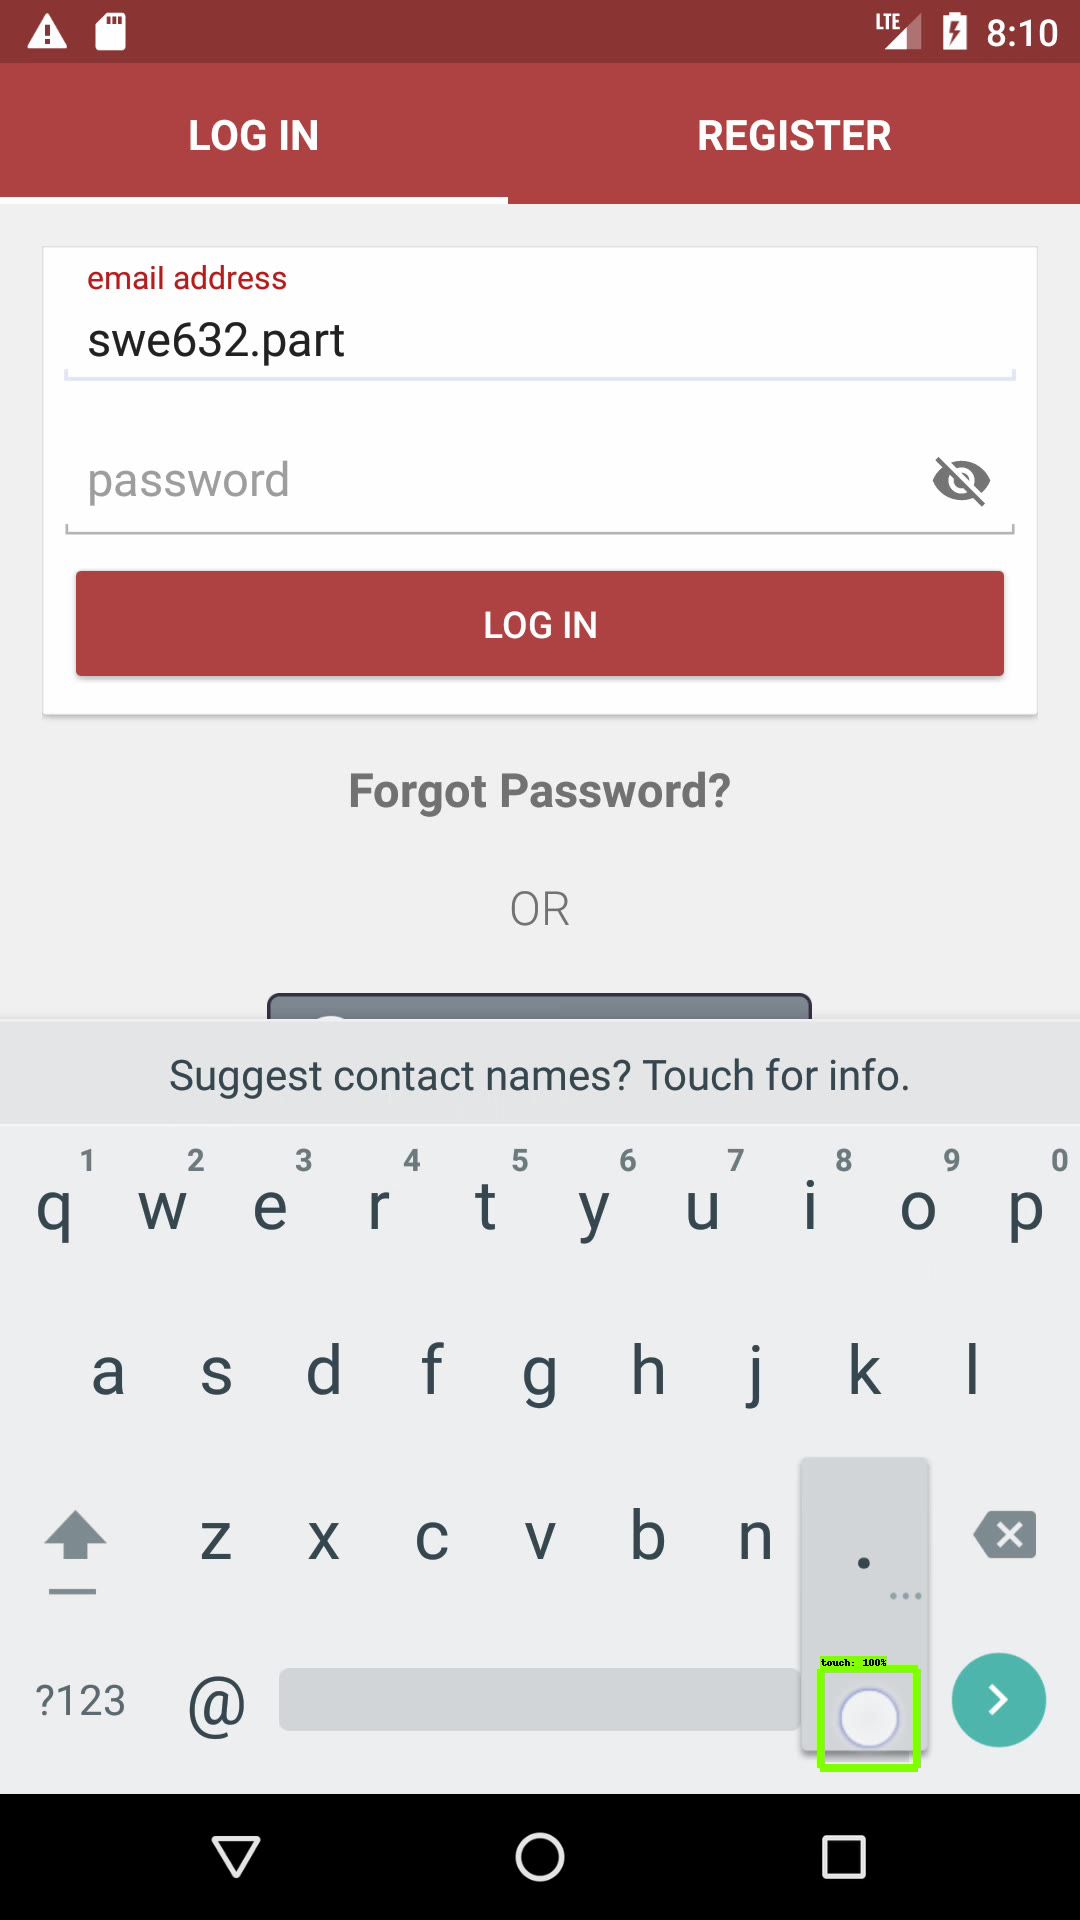 LTE 8:10
LOG IN REGISTER
email address
swe632.part
password
LOG IN
Forgot Password?
OR
Suggest contact names? Touch for info.
1 2 3 4 5 6 7 8 9 0
q w e r t y u i o p
a s d f g h j k l
z x c v b n .
touch: 100%
?123 @